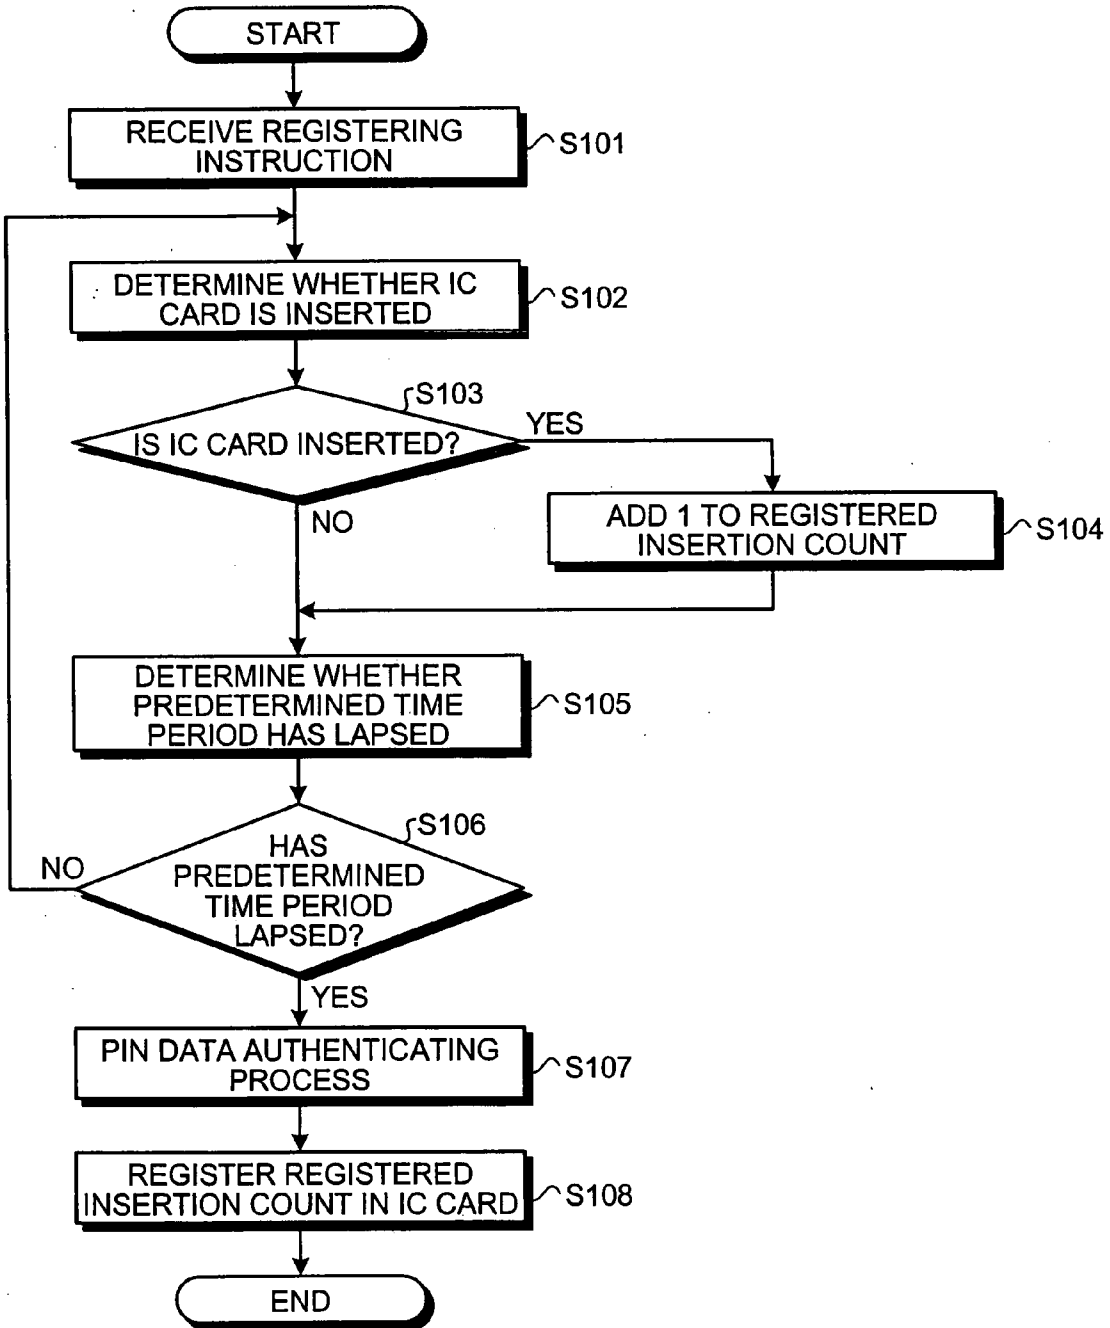 START
RECEIVE REGISTERING
INSTRUCTION
S101
DETERMINE WHETHER IC
CARD IS INSERTED
S102
S103
IS IC CARD INSERTED?
YES
NO
ADD 1 TO REGISTERED
INSERTION COUNT
S104
DETERMINE WHETHER
PREDETERMINED TIME
PERIOD HAS LAPSED
S105
S106
HAS
PREDETERMINED
TIME PERIOD
LAPSED?
NO
YES
PIN DATA AUTHENTICATING
PROCESS
S107
REGISTER REGISTERED
INSERTION COUNT IN IC CARD
S108
END